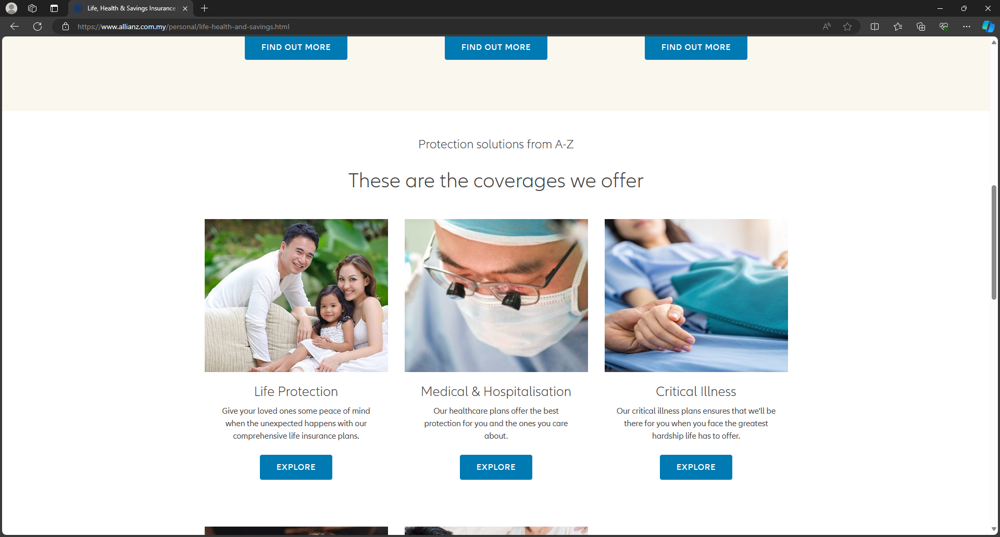 Life, Health & Savings Insurance
https://www.allianz.com.my/personal/life-health-and-savings.html
FIND OUT MORE
FIND OUT MORE
FIND OUT MORE
Protection solutions from A-Z
These are the coverages we offer
Life Protection
Give your loved ones some peace of mind
when the unexpected happens with our
comprehensive life insurance plans.
EXPLORE
Medical & Hospitalisation
Our healthcare plans offer the best
protection for you and the ones you care
about.
EXPLORE
Critical Illness
Our critical illness plans ensures that we'll be
there for you when you face the greatest
hardship life has to offer.
EXPLORE